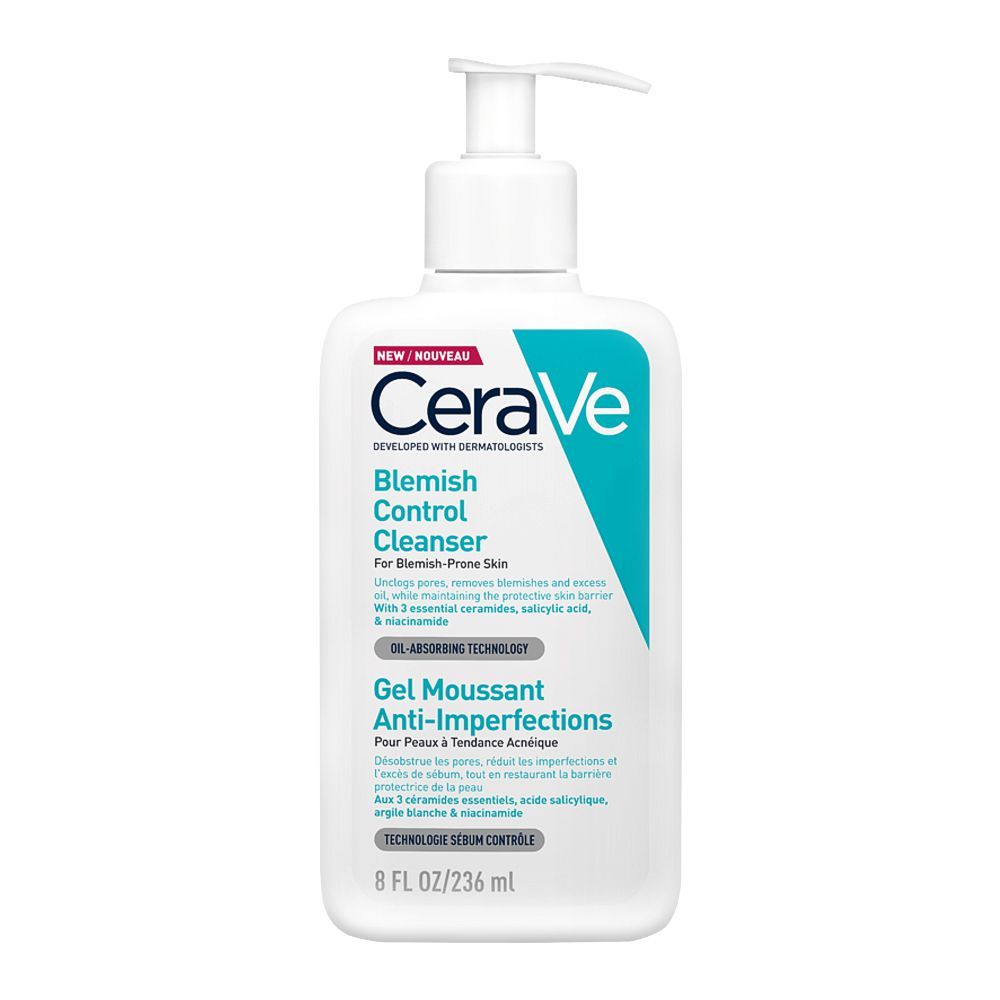 NEW / NOUVEAU
CeraVe
DEVELOPED WITH DERMATOLOGISTS
Blemish
Control
Cleanser
For Blemish-Prone Skin
Unclogs pores, removes blemishes and excess
oil, while maintaining the protective skin barrier
With 3 essential ceramides, salicylic acid,
& niacinamide
OIL-ABSORBING TECHNOLOGY
Gel Moussant
Anti-Imperfections
Pour Peaux à Tendance Acnéique
Désobstrue les pores, réduit les imperfections et
l'excès de sébum, tout en restaurant la barrière
protectrice de la peau
Aux 3 céramides essentiels, acide salicylique,
argile blanche & niacinamide
TECHNOLOGIE SÉBUM CONTRÔLE
8 FL OZ/236 ml